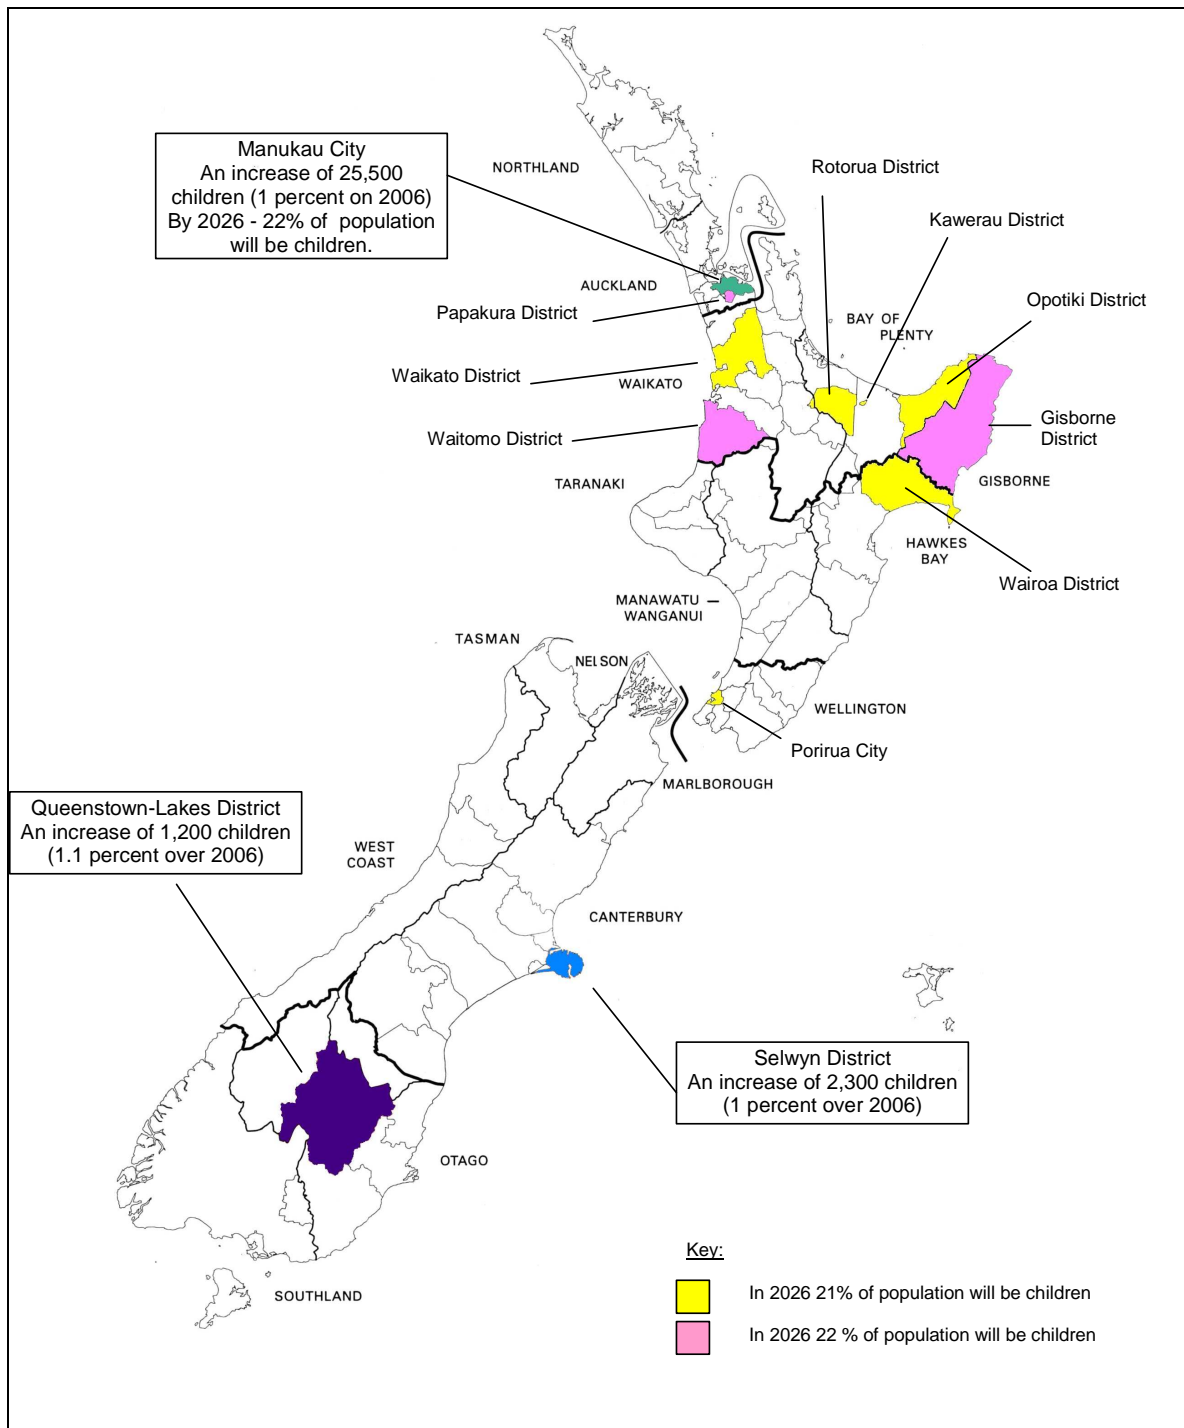 Manukau City
An increase of 25,500
children (1 percent on 2006)
By 2026 - 22% of population
will be children.
NORTHLAND
Rotorua District
Kawerau District
AUCKLAND
Papakura District
Opotiki District
BAY OF
PLENTY
Waikato District
WAIKATO
Waitomo District
Gisborne
District
TARANAKI
GISBORNE
HAWKES
BAY
Wairoa District
MANAWATU —
WANGANUI
TASMAN
NELSON
WELLINGTON
Porirua City
MARLBOROUGH
Queenstown-Lakes District
An increase of 1,200 children
(1.1 percent over 2006)
WEST
COAST
CANTERBURY
Selwyn District
An increase of 2,300 children
(1 percent over 2006)
OTAGO
SOUTHLAND
Key:
In 2026 21% of population will be children
In 2026 22 % of population will be children